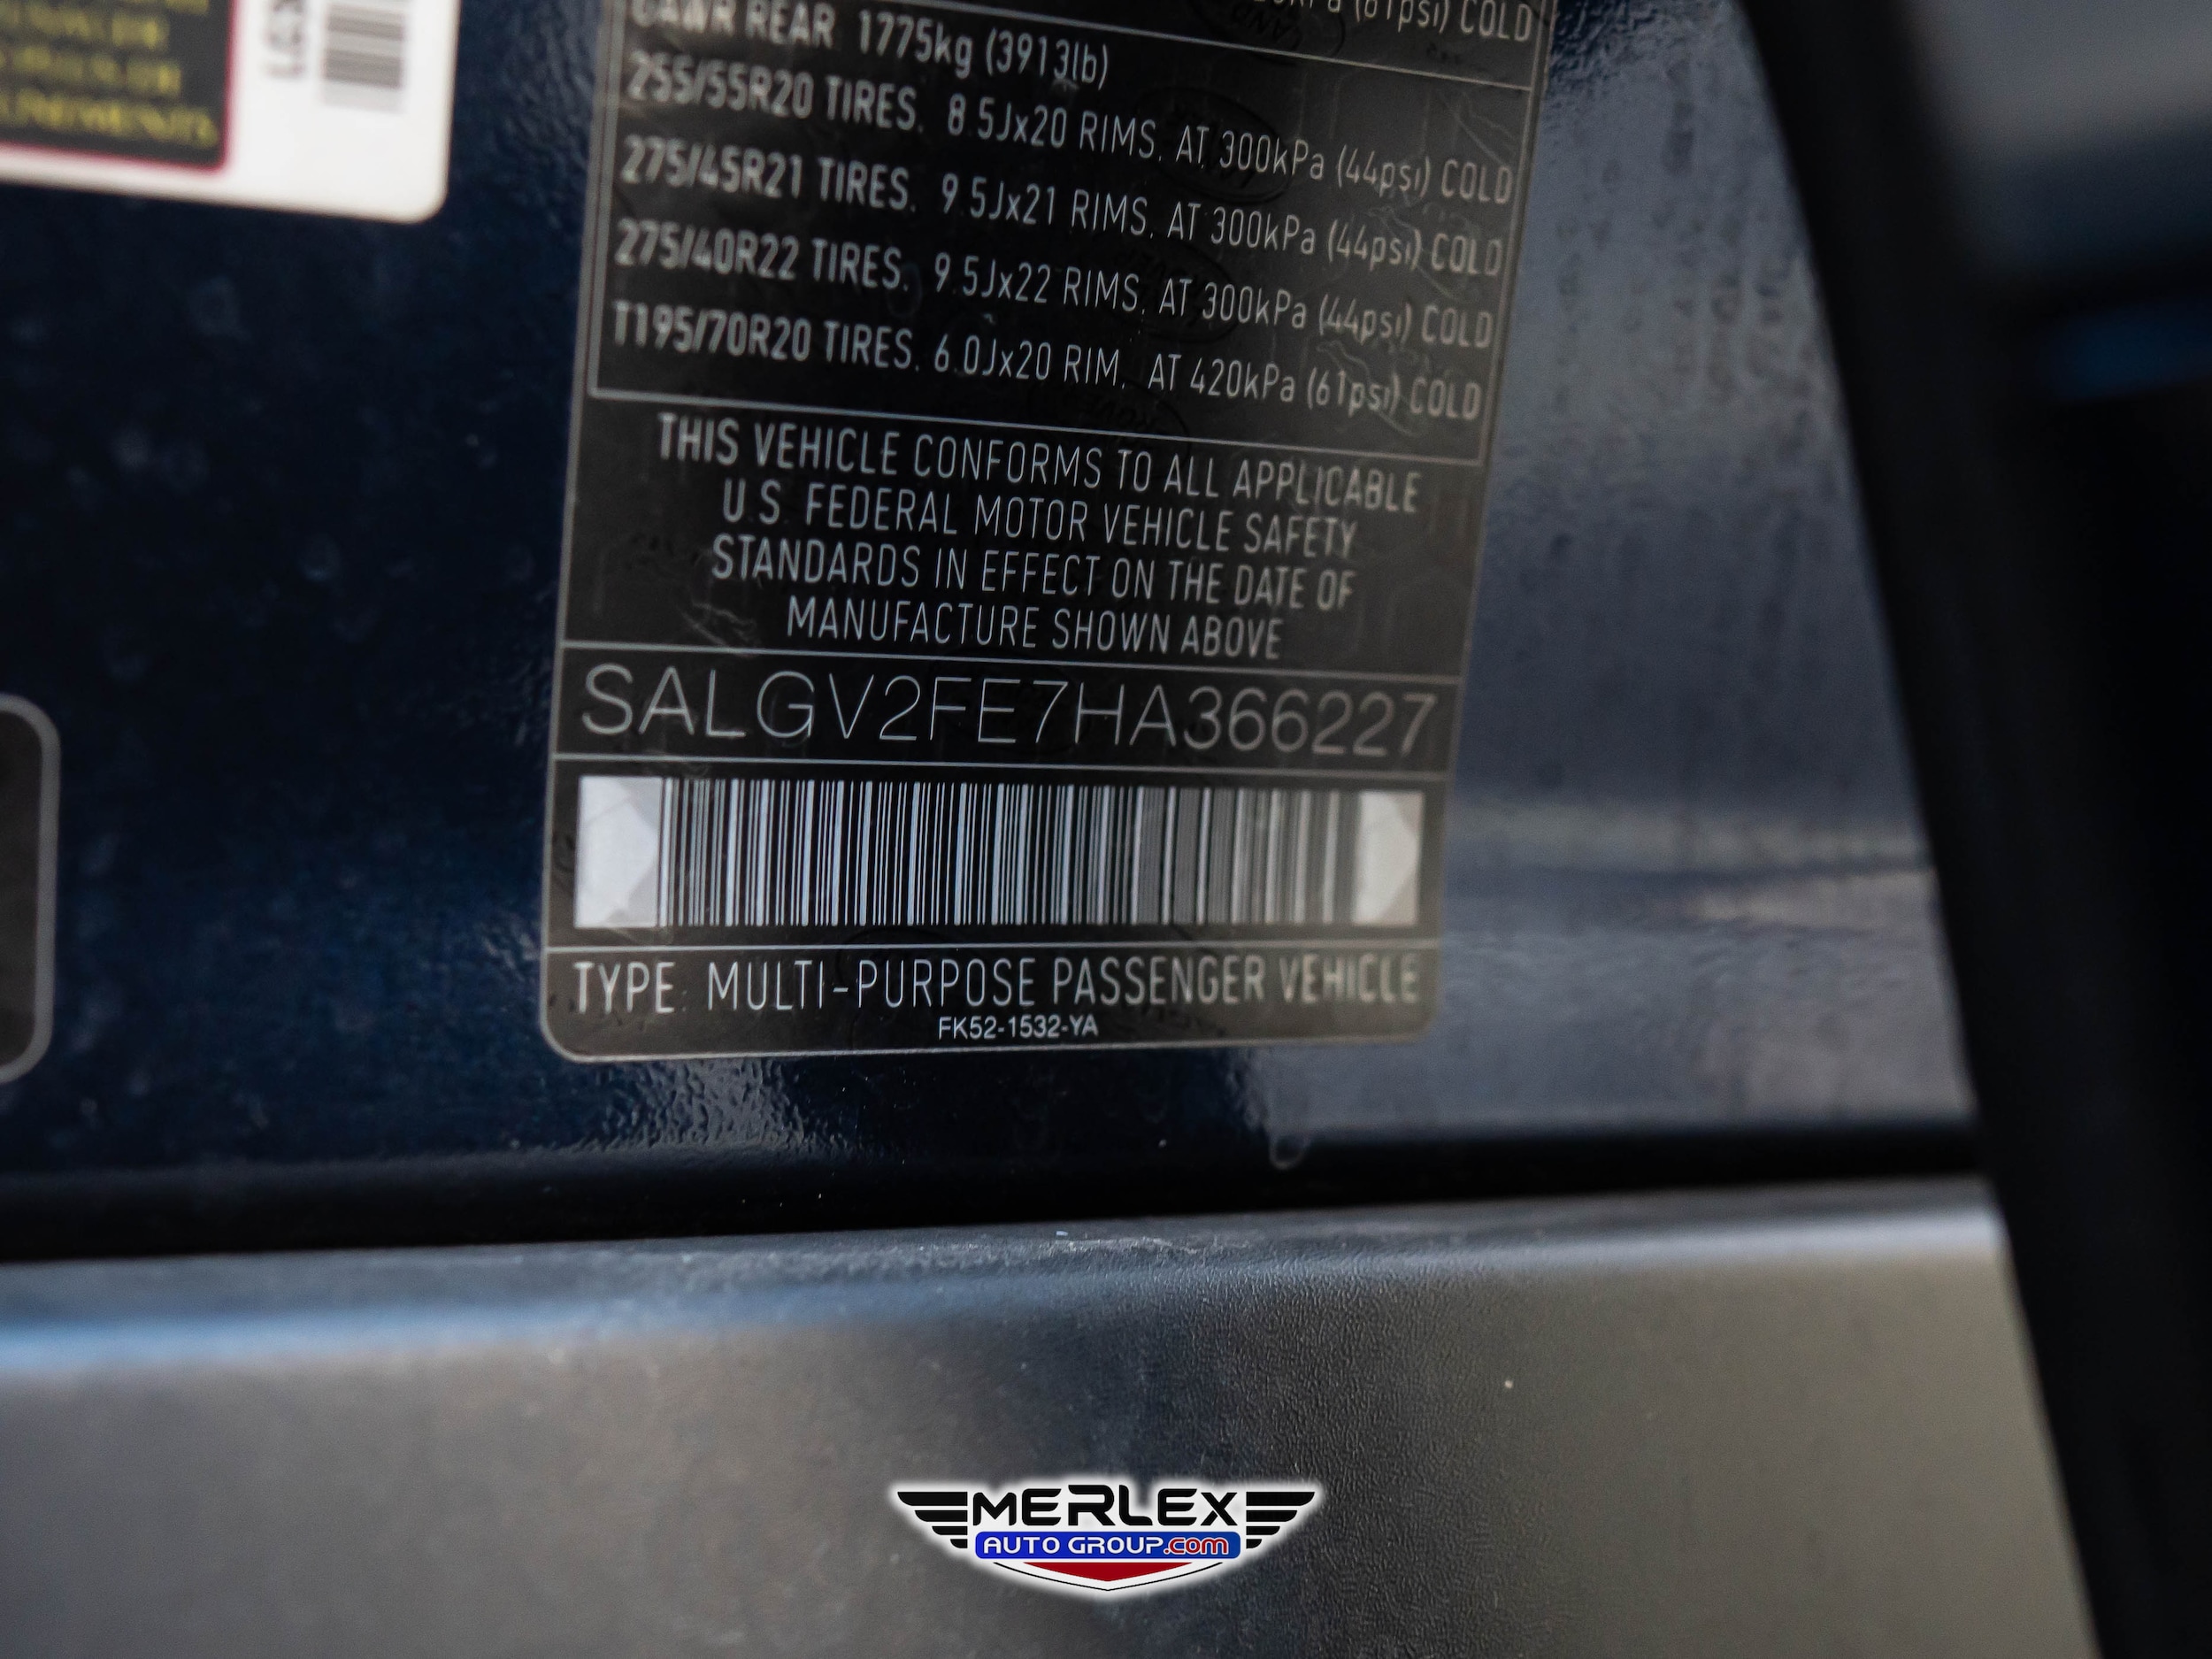 (61psi) COLD
GAWR REAR 1775kg (3913lb)
255/55R20 TIRES, 8.5Jx20 RIMS, AT 300kPa (44psi) COLD
275/45R21 TIRES, 9.5Jx21 RIMS, AT 300kPa (44psi) COLD
275/40R22 TIRES, 9.5Jx22 RIMS, AT 300kPa (44psi) COLD
T195/70R20 TIRES, 6.0Jx20 RIM, AT 420kPa (61psi) COLD
THIS VEHICLE CONFORMS TO ALL APPLICABLE
U.S. FEDERAL MOTOR VEHICLE SAFETY
STANDARDS IN EFFECT ON THE DATE OF
MANUFACTURE SHOWN ABOVE
SALGV2FE7HA366227
TYPE: MULTI-PURPOSE PASSENGER VEHICLE
FK52-1532-YA
MERLEX
AUTO GROUP.com